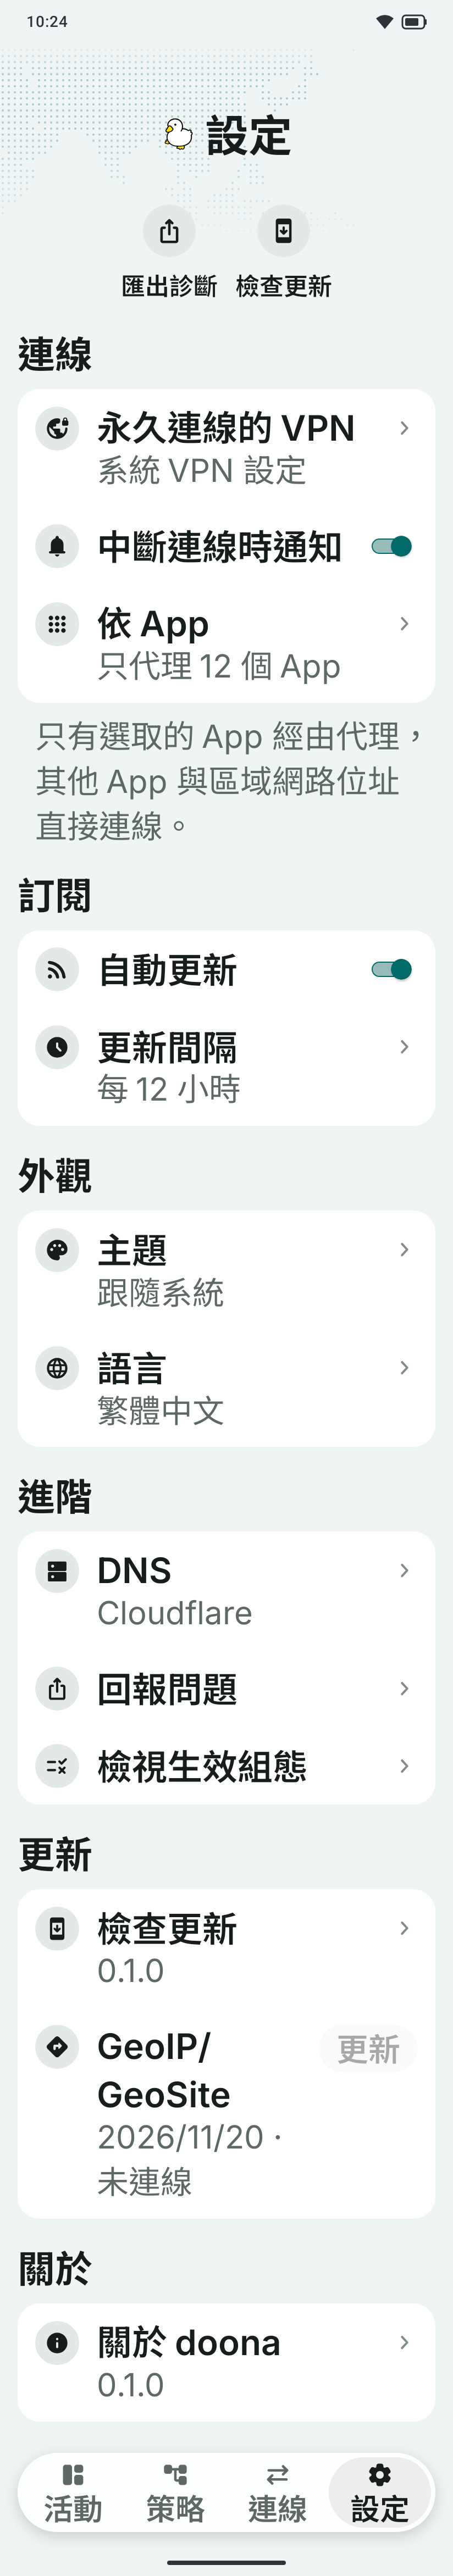 10:24
設定
匯出診斷
檢查更新
連線
永久連線的 VPN
系統 VPN 設定
中斷連線時通知
依 App
只代理 12 個 App
只有選取的 App 經由代理，
其他 App 與區域網路位址
直接連線。
訂閱
自動更新
更新間隔
每 12 小時
外觀
主題
跟隨系統
語言
繁體中文
進階
DNS
Cloudflare
回報問題
檢視生效組態
更新
檢查更新
0.1.0
GeoIP/
GeoSite
更新
2026/11/20 ·
未連線
關於
關於 doona
0.1.0
活動
策略
連線
設定